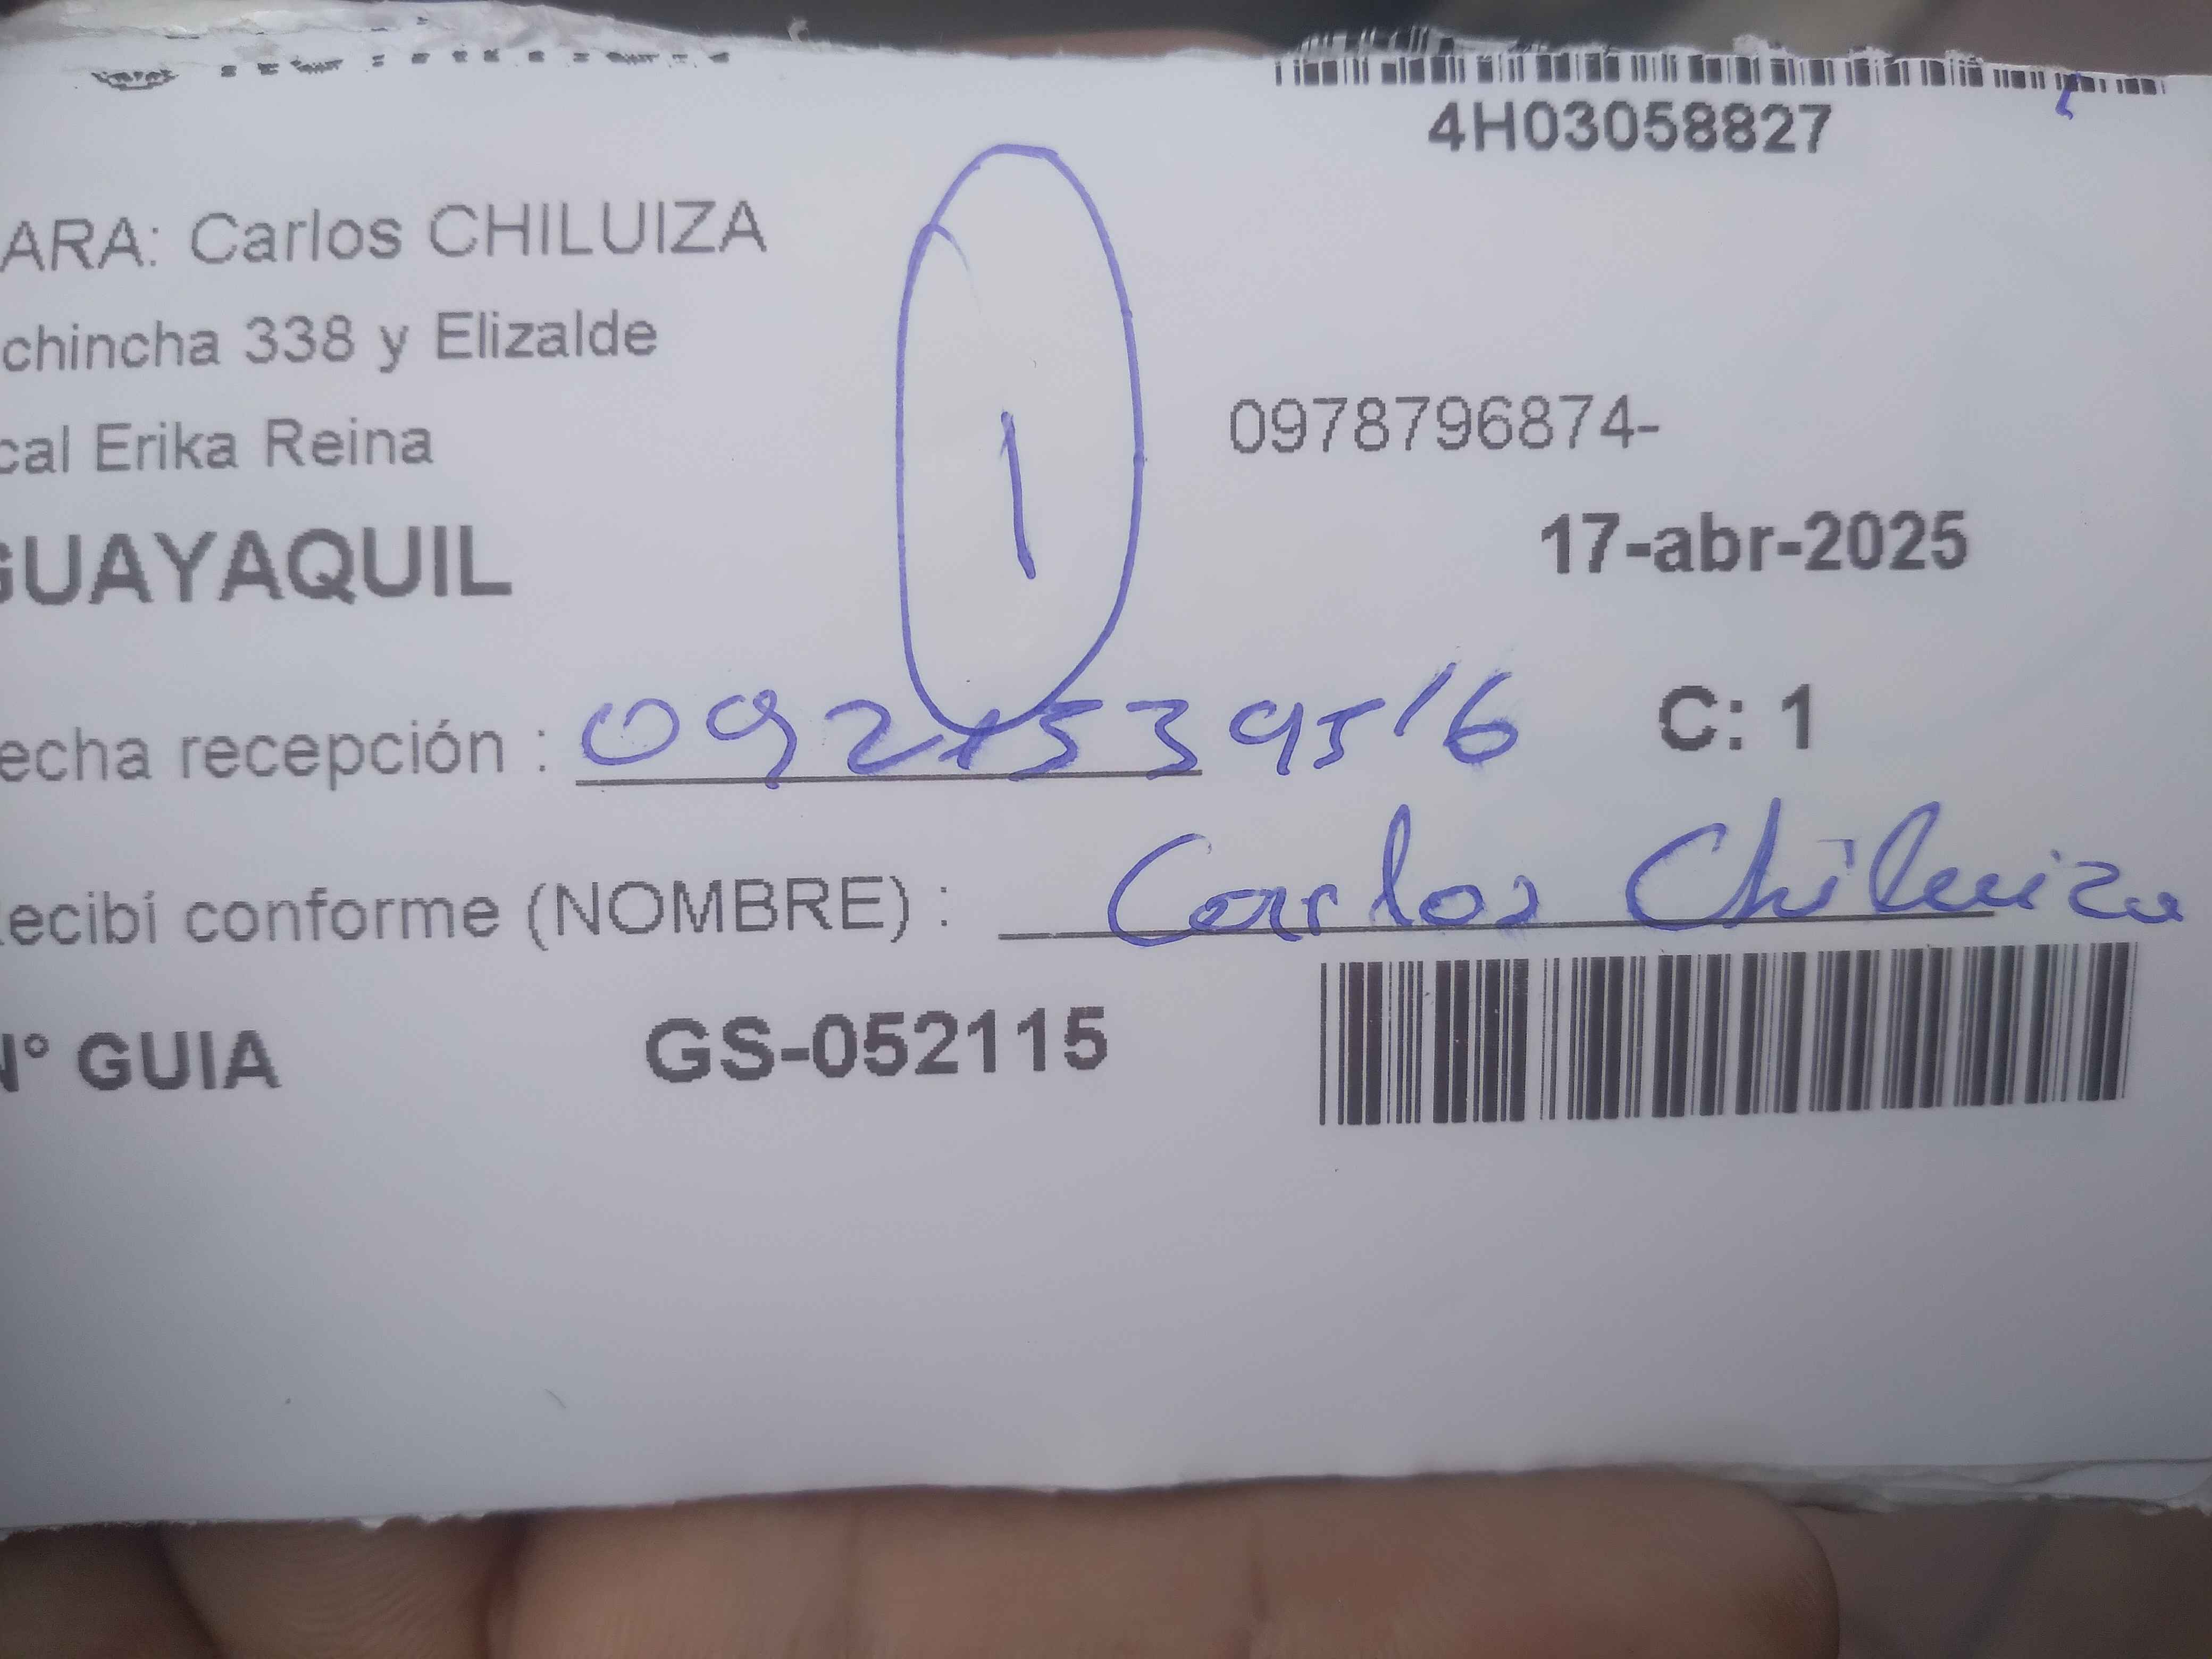 4H03058827
ARA: Carlos CHILUIZA
chincha 338 y Elizalde
1
0978796874-
cal Erika Reina
17-abr-2025
GUAYAQUIL
echa recepción : 0921539516 C: 1
Recibí conforme (NOMBRE) : Carlos Chiluiza
N° GUIA GS-052115